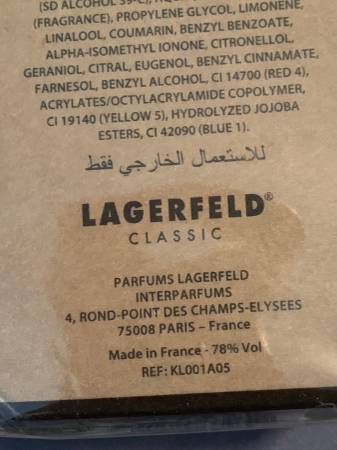 (SD ALCOHOL 39-C),
(FRAGRANCE), PROPYLENE GLYCOL, LIMONENE,
LINALOOL, COUMARIN, BENZYL BENZOATE,
ALPHA-ISOMETHYL IONONE, CITRONELLOL,
GERANIOL, CITRAL, EUGENOL, BENZYL CINNAMATE,
FARNESOL, BENZYL ALCOHOL, CI 14700 (RED 4),
ACRYLATES/OCTYLACRYLAMIDE COPOLYMER,
CI 19140 (YELLOW 5), HYDROLYZED JOJOBA
ESTERS, CI 42090 (BLUE 1).
للاستعمال الخارجي فقط
LAGERFELD®
CLASSIC
PARFUMS LAGERFELD
INTERPARFUMS
4, ROND-POINT DES CHAMPS-ELYSEES
75008 PARIS – France
Made in France - 78% Vol
REF: KL001A05